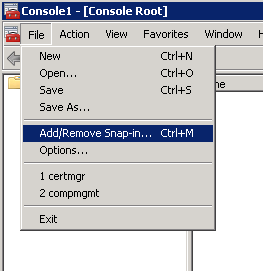 Console1 - [Console Root]
File Action View Favorites Window
New Ctrl+N
Open... Ctrl+O
Save Ctrl+S
Save As...
Add/Remove Snap-in... Ctrl+M
Options...
1 certmgr
2 compmgmt
Exit